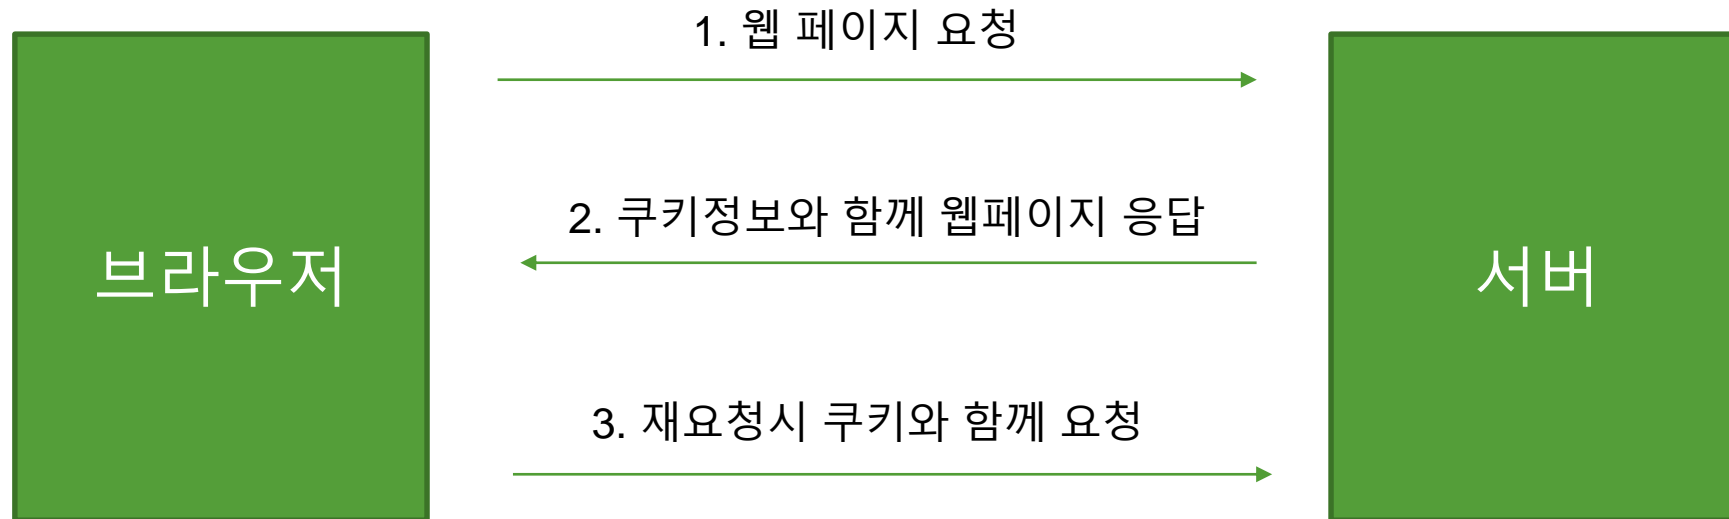 1. 웹 페이지 요청
2. 쿠키정보와 함께 웹페이지 응답
브라우저
서버
3. 재요청시 쿠키와 함께 요청